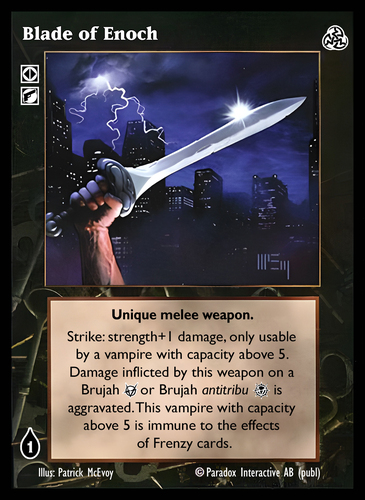 Blade of Enoch
Unique melee weapon.
Strike: strength+1 damage, only usable
by a vampire with capacity above 5.
Damage inflicted by this weapon on a
Brujah or Brujah antitribu is
aggravated. This vampire with capacity
above 5 is immune to the effects
of Frenzy cards.
1
Illus: Patrick McEvoy © Paradox Interactive AB (publ)